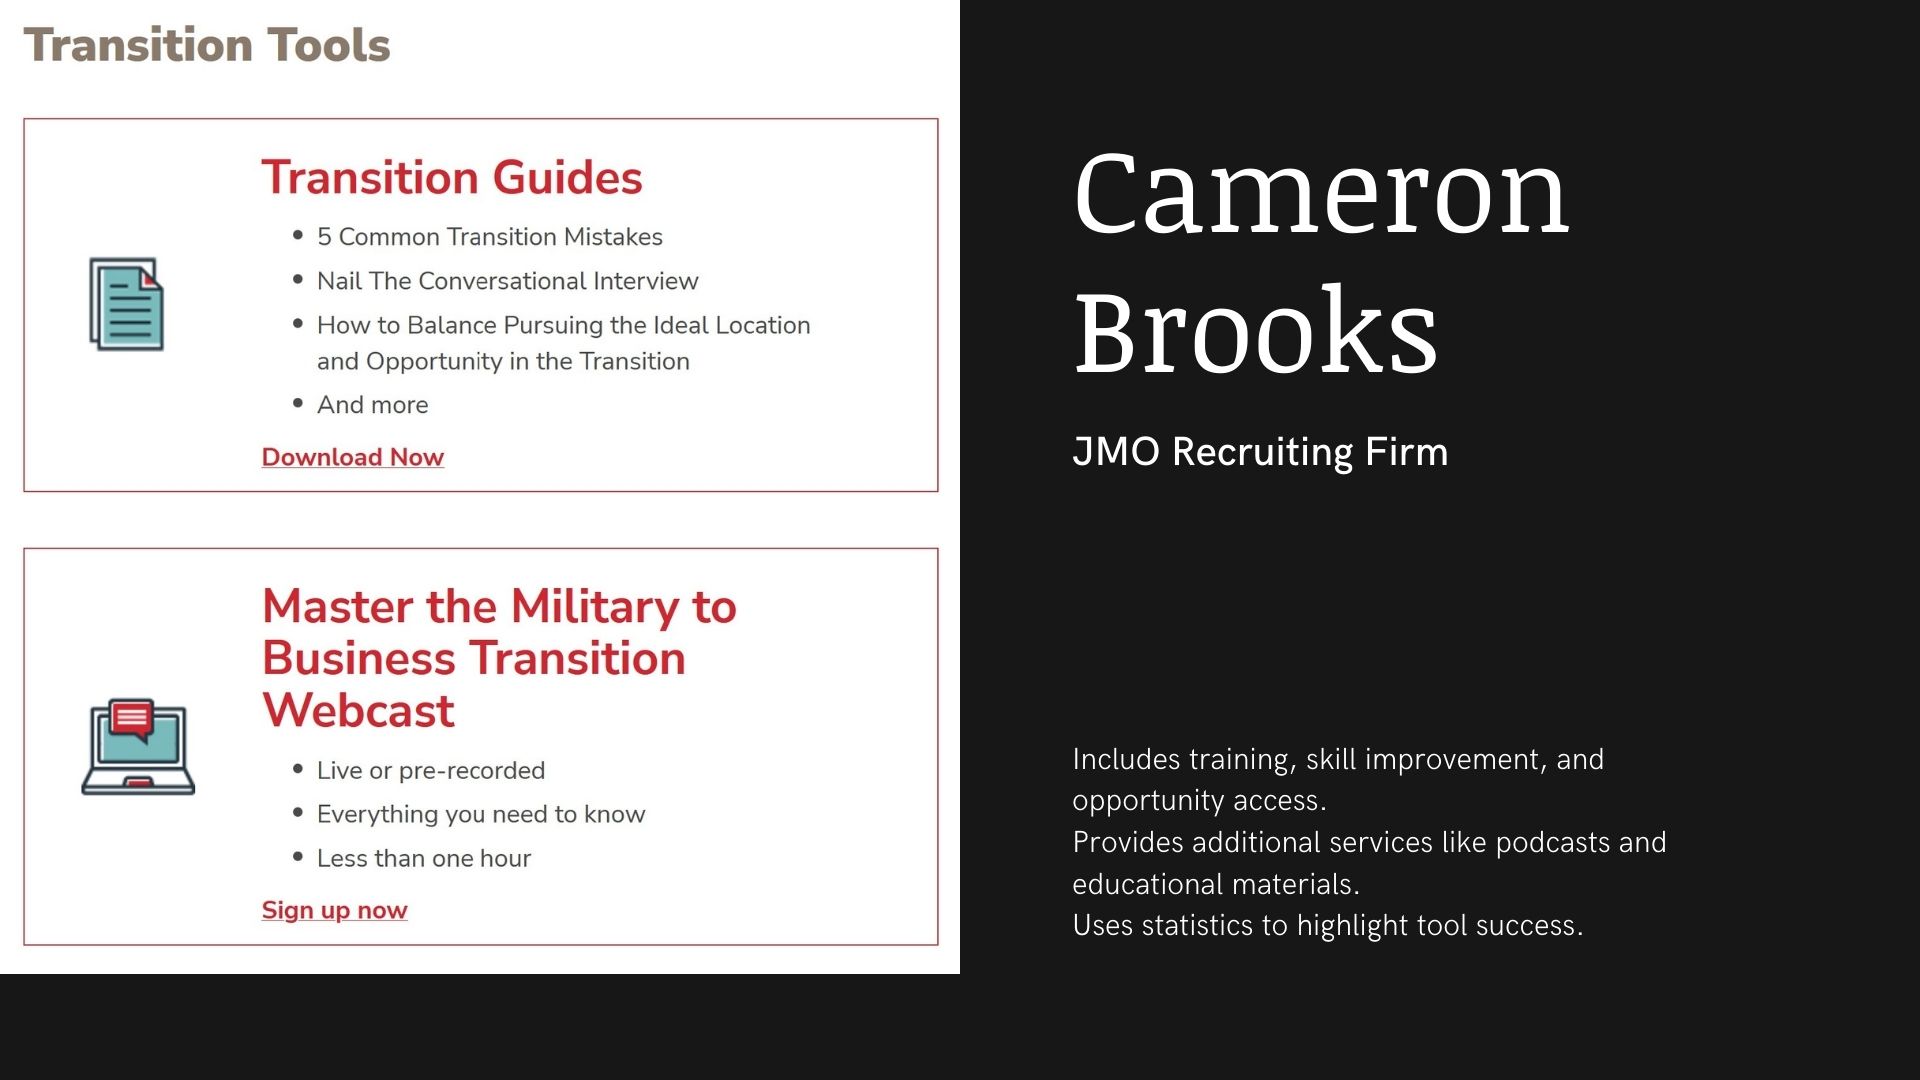 Transition Tools
Transition Guides
5 Common Transition Mistakes
Nail The Conversational Interview
How to Balance Pursuing the Ideal Location
and Opportunity in the Transition
And more
Download Now
Master the Military to
Business Transition
Webcast
Live or pre-recorded
Everything you need to know
Less than one hour
Sign up now
Cameron
Brooks
JMO Recruiting Firm
Includes training, skill improvement, and
opportunity access.
Provides additional services like podcasts and
educational materials.
Uses statistics to highlight tool success.